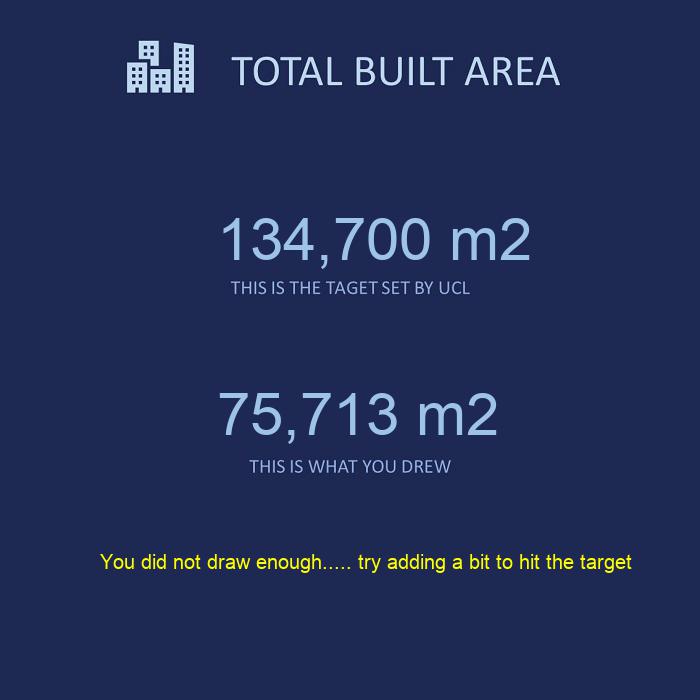 TOTAL BUILT AREA
134,700 m2
THIS IS THE TAGET SET BY UCL
75,713 m2
THIS IS WHAT YOU DREW
You did not draw enough..... try adding a bit to hit the target